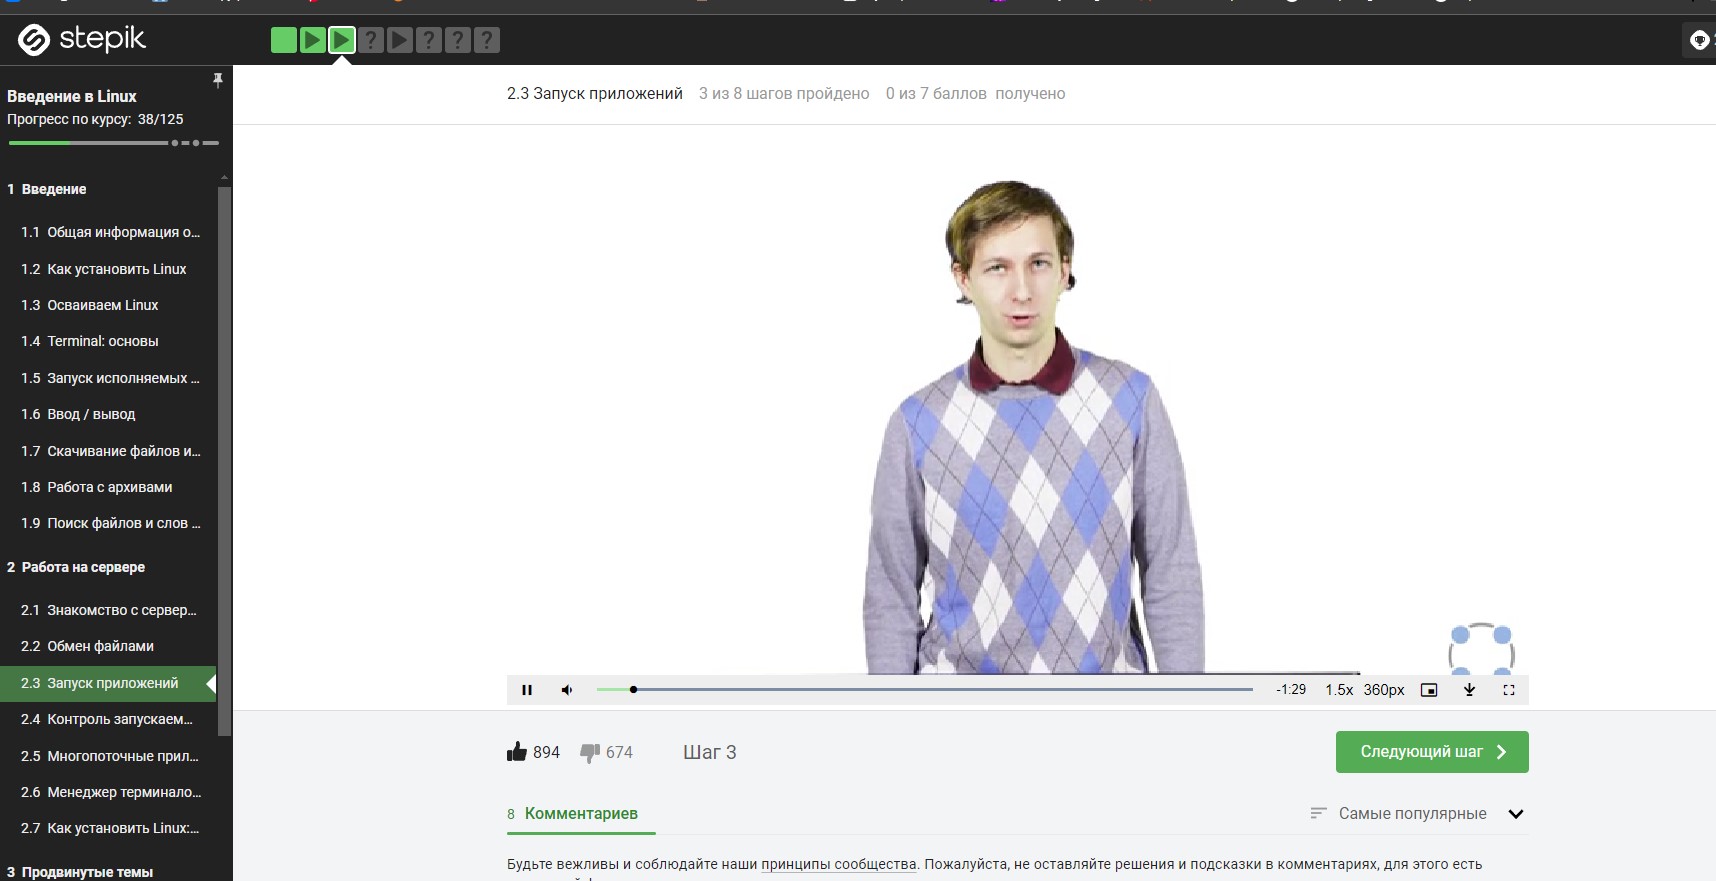 stepik
Введение в Linux
Прогресс по курсу: 38/125
1 Введение
1.1 Общая информация о...
1.2 Как установить Linux
1.3 Осваиваем Linux
1.4 Terminal: основы
1.5 Запуск исполняемых ...
1.6 Ввод / вывод
1.7 Скачивание файлов и...
1.8 Работа с архивами
1.9 Поиск файлов и слов ...
2 Работа на сервере
2.1 Знакомство с сервер...
2.2 Обмен файлами
2.3 Запуск приложений
2.4 Контроль запускаем...
2.5 Многопоточные прил...
2.6 Менеджер терминало...
2.7 Как установить Linux:...
3 Продвинутые темы
2.3 Запуск приложений 3 из 8 шагов пройдено 0 из 7 баллов получено
-1:29 1.5x 360px
894 674 Шаг 3
Следующий шаг
8 Комментариев
Самые популярные
Будьте вежливы и соблюдайте наши принципы сообщества. Пожалуйста, не оставляйте решения и подсказки в комментариях, для этого есть